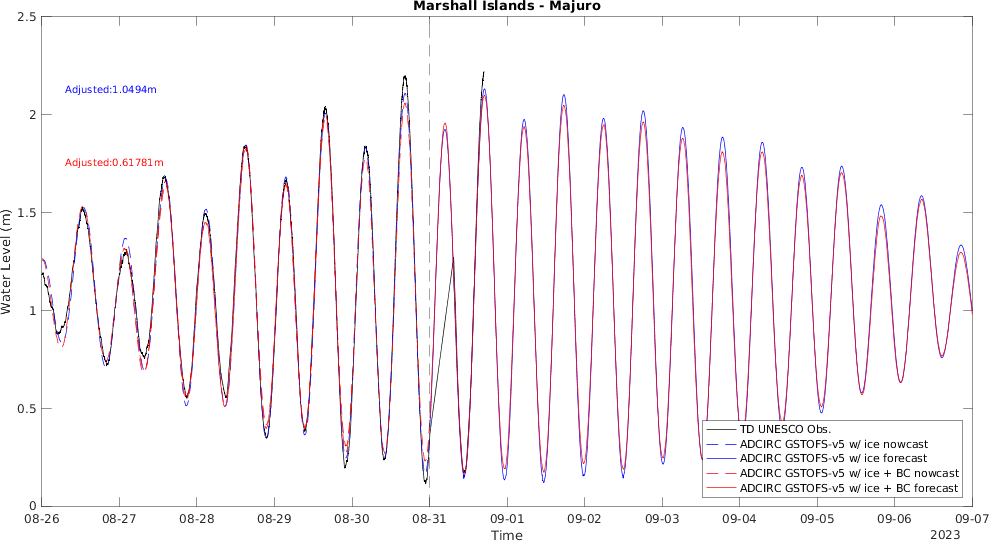 Marshall Islands - Majuro
2.5
2
1.5
1
0.5
0
Water Level (m)
Adjusted:1.0494m
Adjusted:0.61781m
TD UNESCO Obs.
ADCIRC GSTOFS-v5 w/ ice nowcast
ADCIRC GSTOFS-v5 w/ ice forecast
ADCIRC GSTOFS-v5 w/ ice + BC nowcast
ADCIRC GSTOFS-v5 w/ ice + BC forecast
08-26 08-27 08-28 08-29 08-30 08-31 09-01 09-02 09-03 09-04 09-05 09-06 09-07
Time
2023